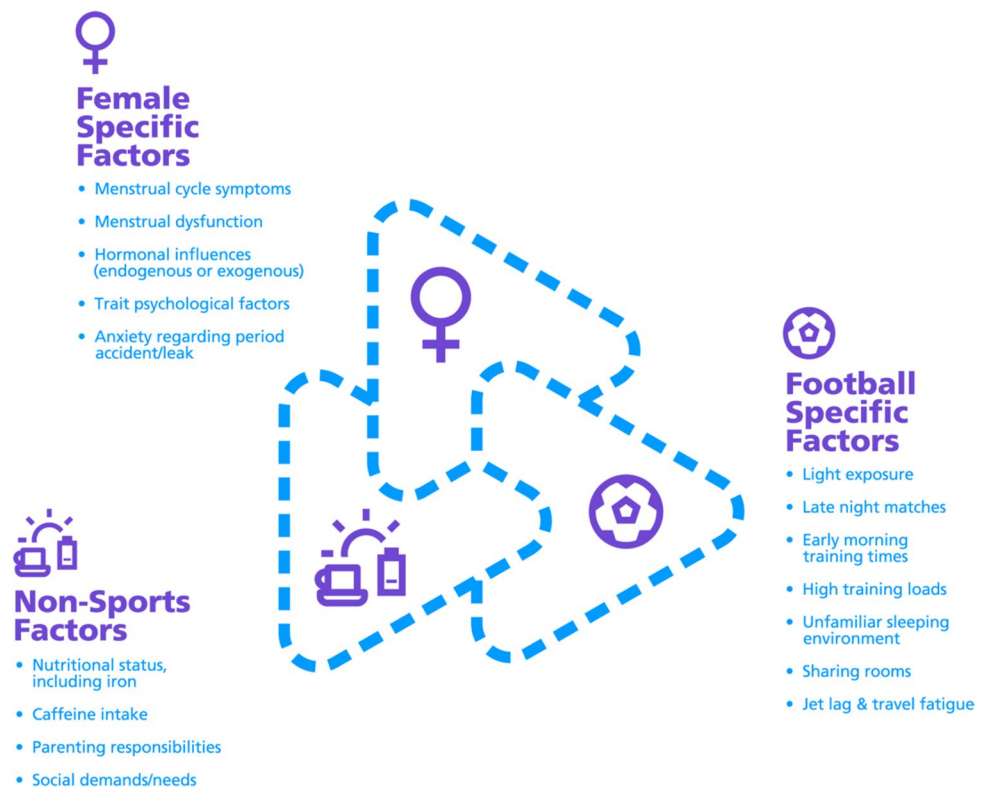 Female
Specific
Factors
• Menstrual cycle symptoms
• Menstrual dysfunction
• Hormonal influences
(endogenous or exogenous)
• Trait psychological factors
• Anxiety regarding period
accident/leak
Football
Specific
Factors
• Light exposure
• Late night matches
• Early morning
training times
• High training loads
• Unfamiliar sleeping
environment
• Sharing rooms
• Jet lag & travel fatigue
Non-Sports
Factors
• Nutritional status,
including iron
• Caffeine intake
• Parenting responsibilities
• Social demands/needs